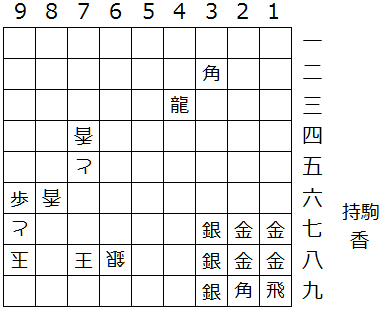 9 8 7 6 5 4 3 2 1
一
角 二
龍 三
香 四
と 五
歩 香 六
と 銀 金 金 七
玉 王 銀 銀 金 金 八
銀 角 飛 九
持駒
香